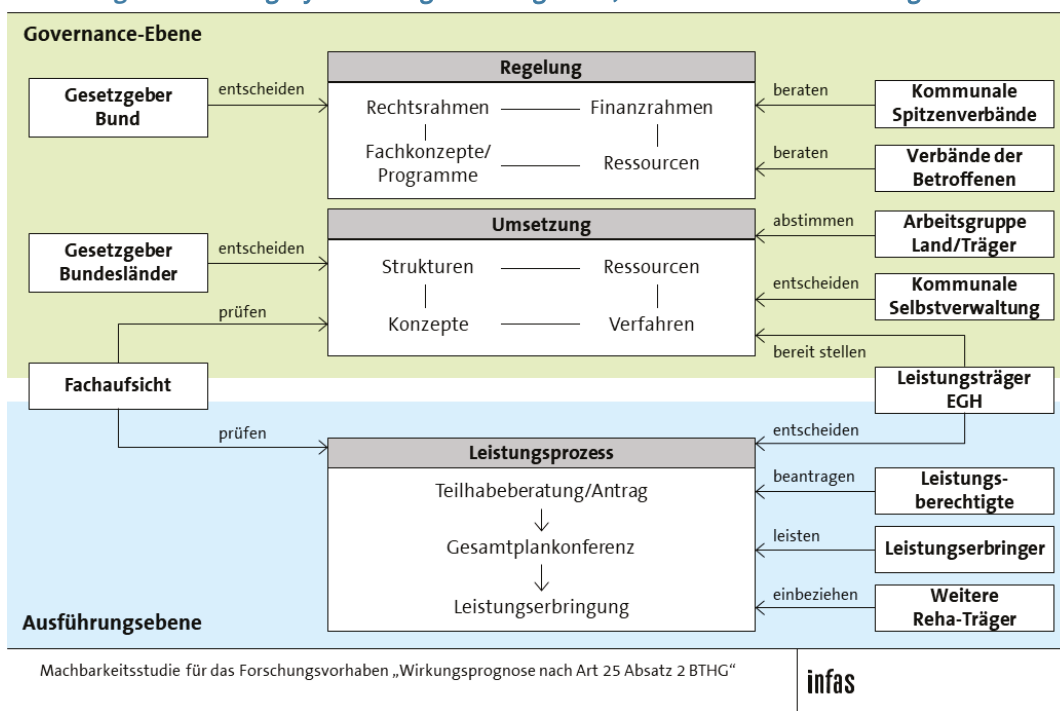 Governance-Ebene
Regelung
Gesetzgeber
Bund
entscheiden
Rechtsrahmen
Finanzrahmen
Fachkonzepte/
Programme
Ressourcen
beraten
Kommunale
Spitzenverbände
beraten
Verbände der
Betroffenen
Umsetzung
Gesetzgeber
Bundesländer
entscheiden
Strukturen
Ressourcen
Konzepte
Verfahren
abstimmen
Arbeitsgruppe
Land/Träger
entscheiden
Kommunale
Selbstverwaltung
prüfen
bereit stellen
Fachaufsicht
Leistungsträger
EGH
prüfen
entscheiden
Leistungsprozess
Teilhabeberatung/Antrag
Gesamtplankonferenz
Leistungserbringung
beantragen
Leistungs-
berechtigte
leisten
Leistungserbringer
einbeziehen
Weitere
Reha-Träger
Ausführungsebene
Machbarkeitsstudie für das Forschungsvorhaben „Wirkungsprognose nach Art 25 Absatz 2 BTHG“
infas